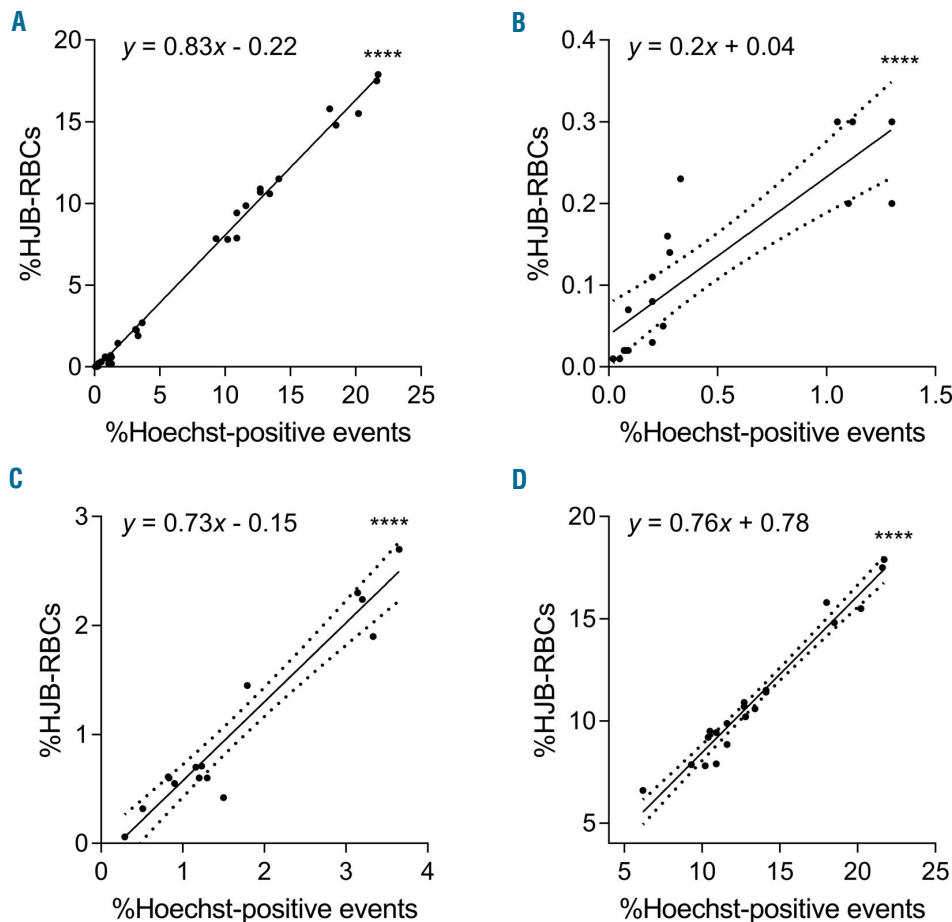 A
y = 0.83x - 0.22
****
20
15
10
5
0
%HJB-RBCs
0 5 10 15 20 25
%Hoechst-positive events
B
y = 0.2x + 0.04
****
0.4
0.3
0.2
0.1
0.0
%HJB-RBCs
0.0 0.5 1.0 1.5
%Hoechst-positive events
C
y = 0.73x - 0.15
****
3
2
1
0
%HJB-RBCs
0 1 2 3 4
%Hoechst-positive events
D
y = 0.76x + 0.78
****
20
15
10
5
%HJB-RBCs
5 10 15 20 25
%Hoechst-positive events